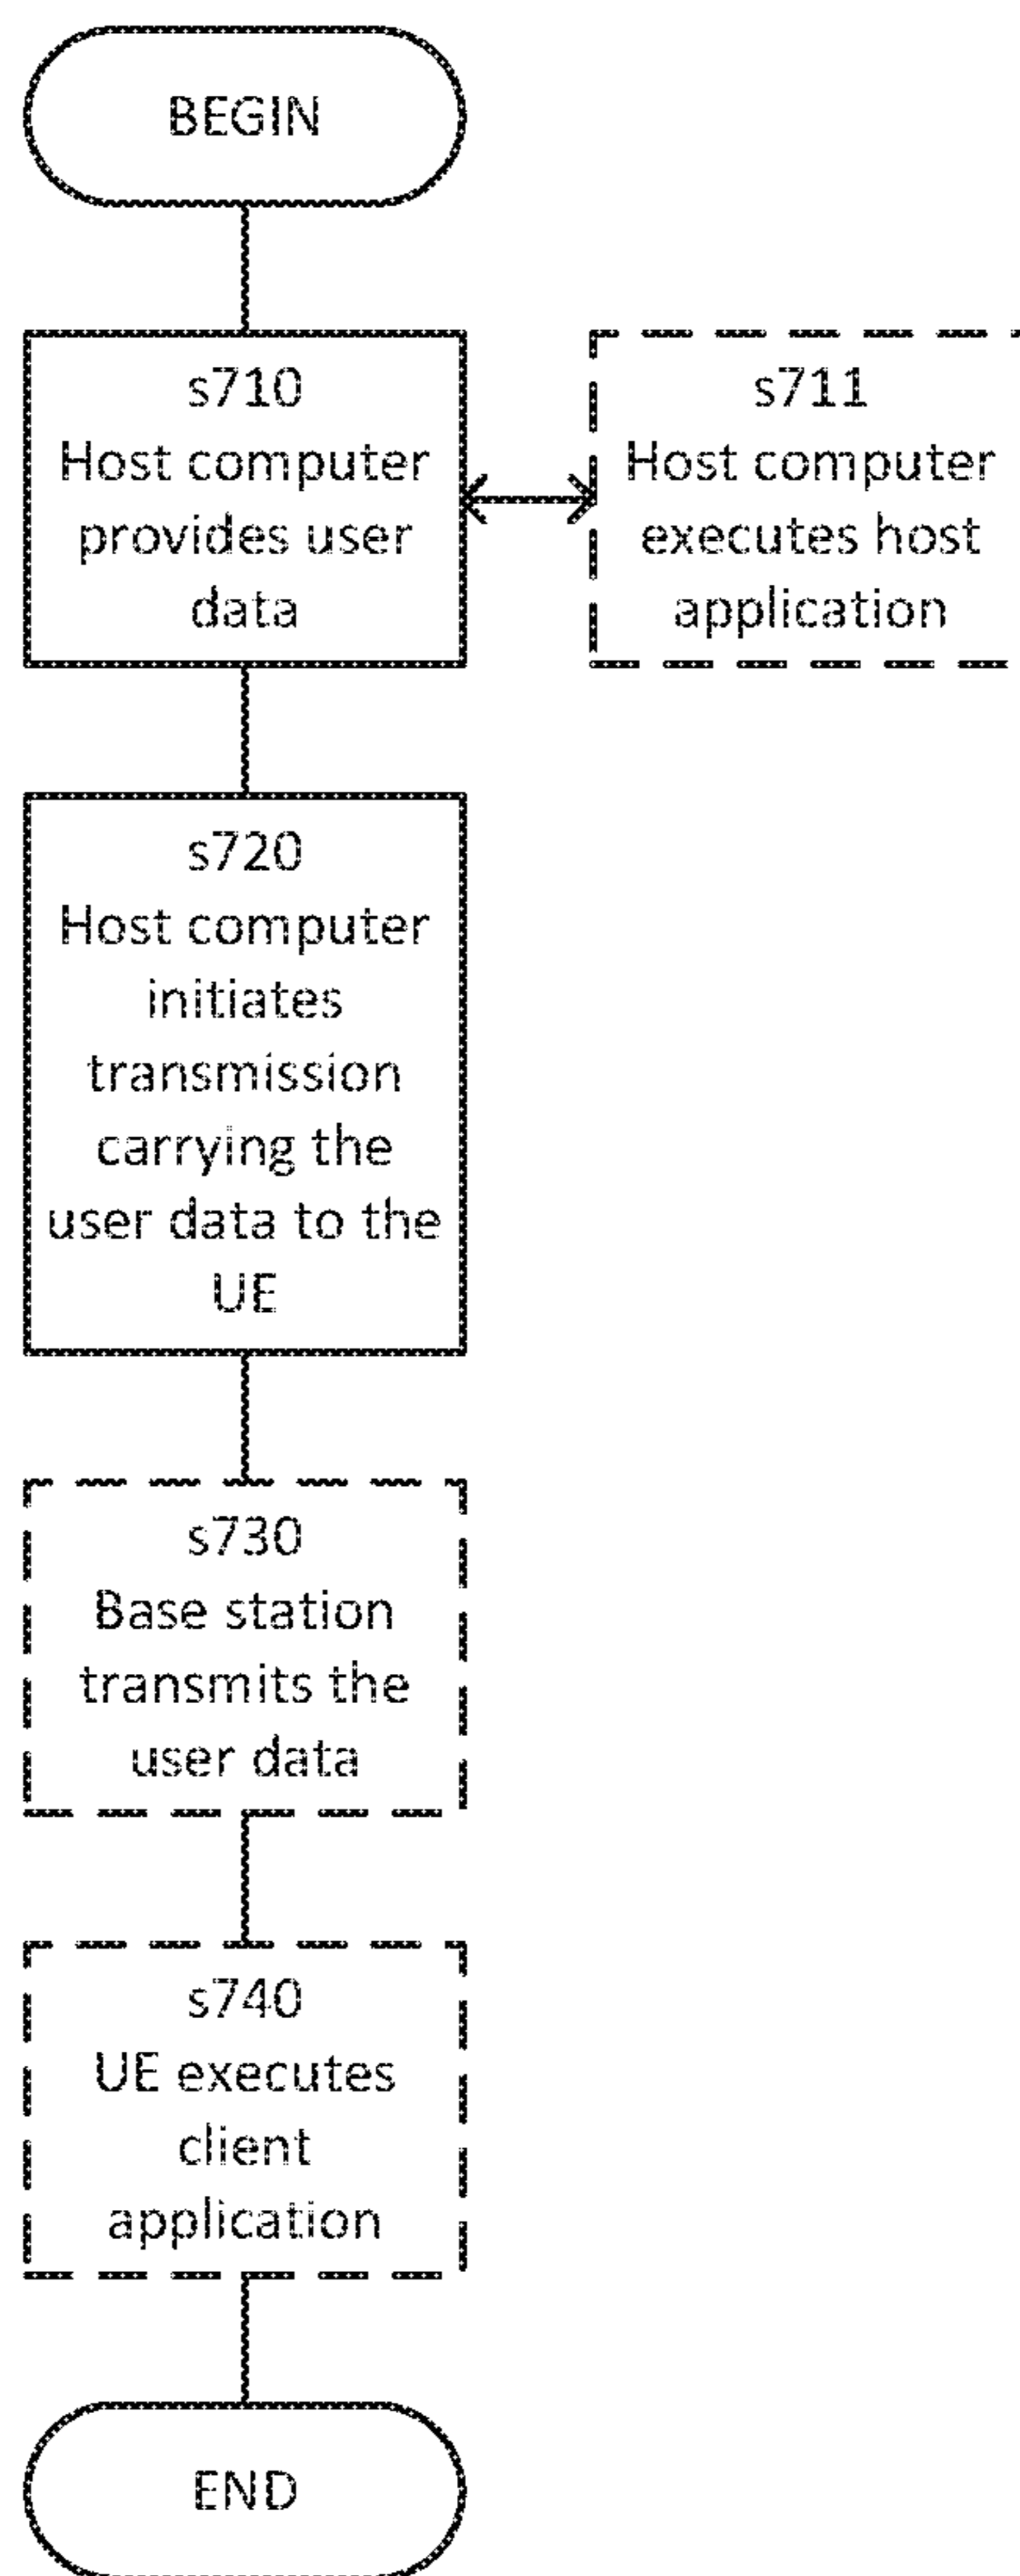 BEGIN
s710
Host computer
provides user
data
s711
Host computer
executes host
application
s720
Host computer
initiates
transmission
carrying the
user data to the
UE
s730
Base station
transmits the
user data
s740
UE executes
client
application
END